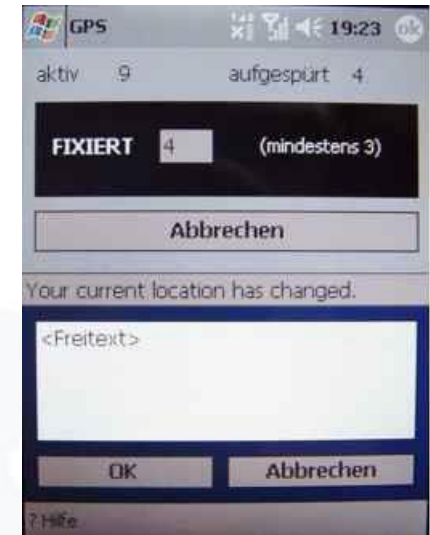 GPS 19:23 ok
aktiv 9 aufgespürt 4
FIXIERT 4 (mindestens 3)
Abbrechen
Your current location has changed.
<Freitext>
OK Abbrechen
? Hilfe